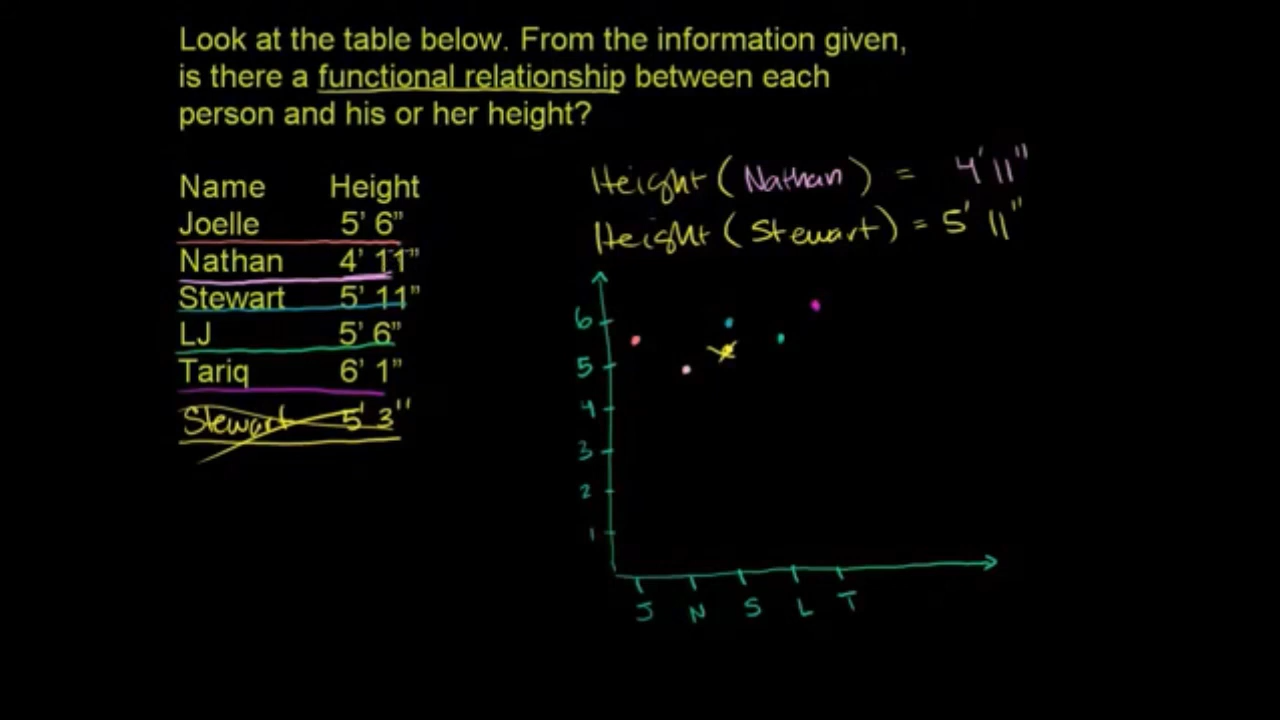 Look at the table below. From the information given,
is there a functional relationship between each
person and his or her height?
Name Height
Joelle 5' 6”
Nathan 4' 11”
Stewart 5' 11”
LJ 5' 6”
Tariq 6' 1”
Stewart 5' 3"
Height (Nathan) = 4' 11"
Height (Stewart) = 5' 11"
6
5
4
3
2
1
J N S L T